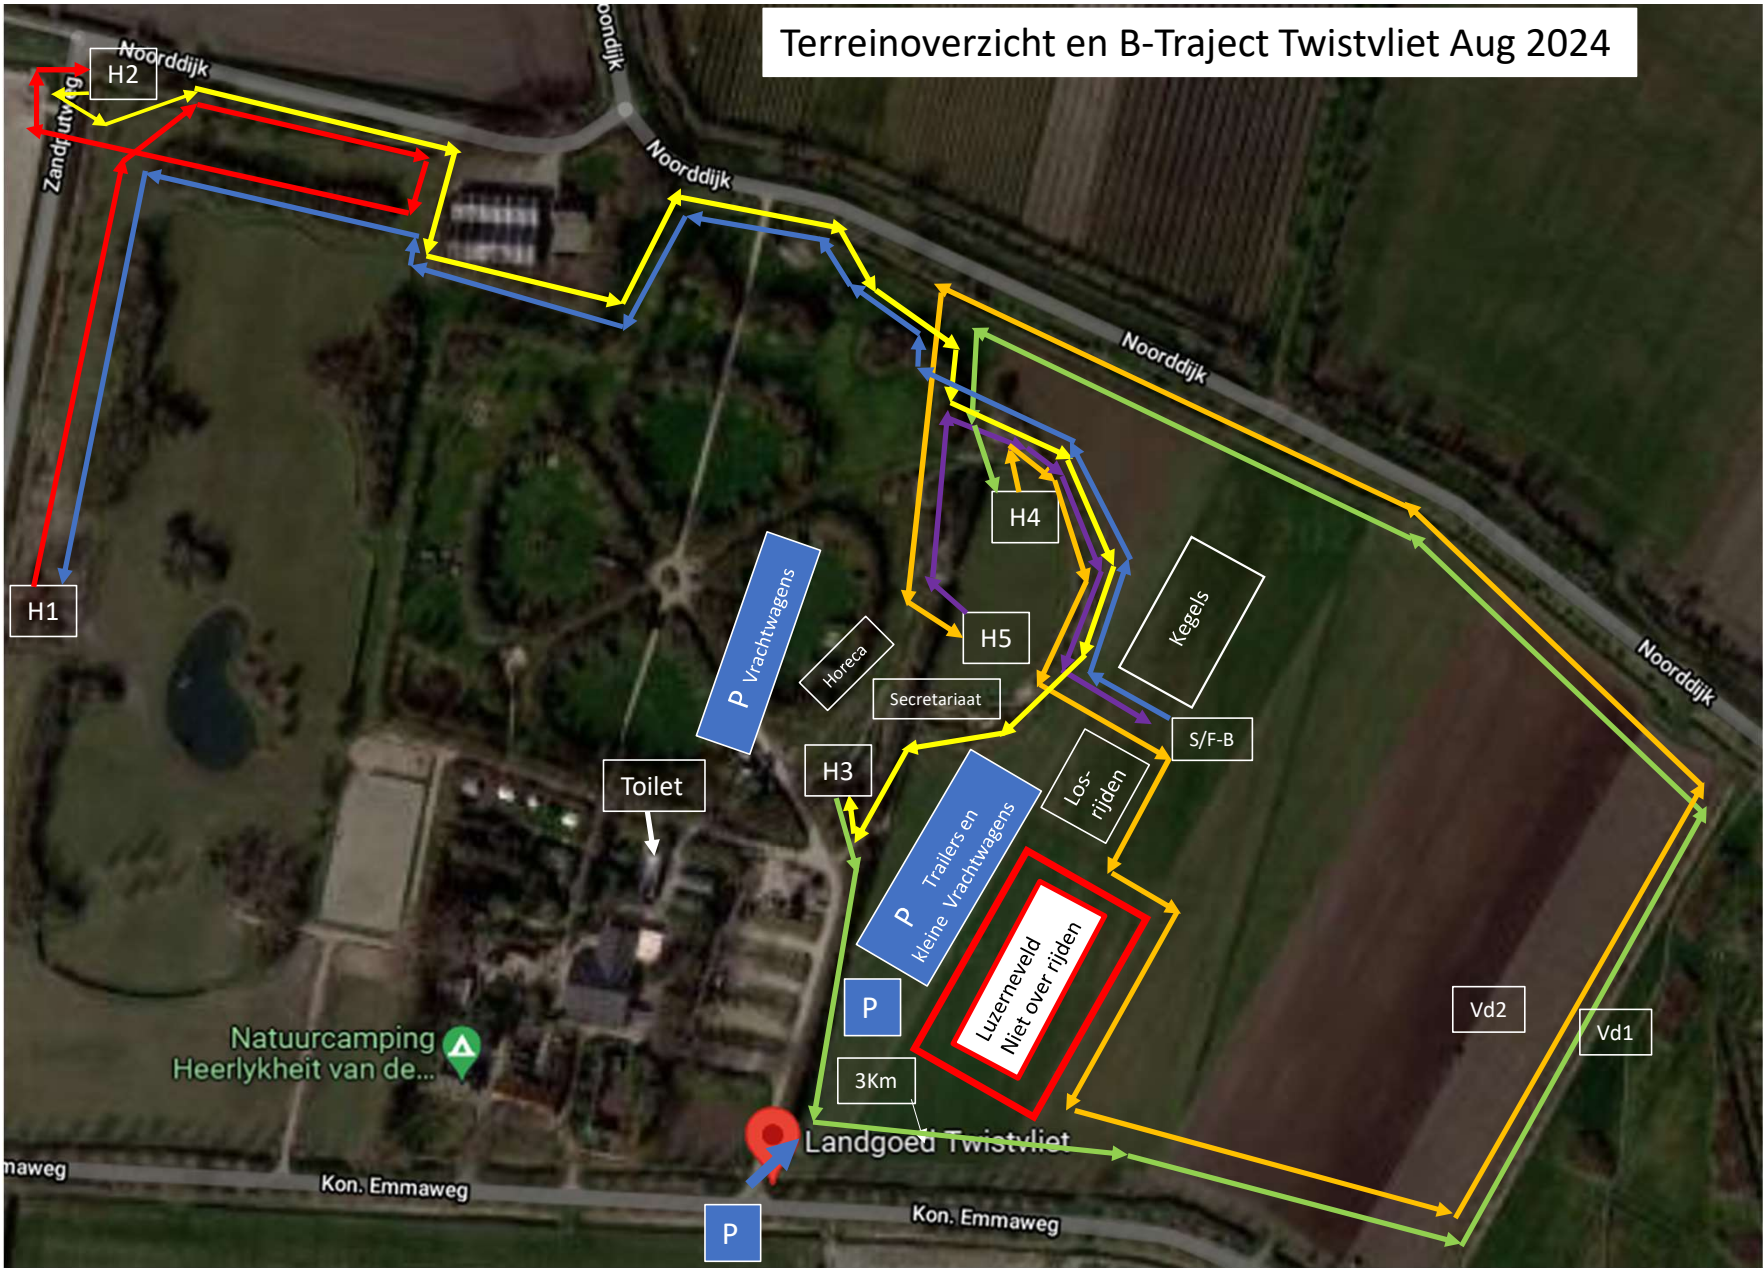 Terreinoverzicht en B-Traject Twistvliet Aug 2024
H2
Noorddijk
Zandputweg
oondijk
Noorddijk
Noorddijk
Noorddijk
H1
H4
H5
Kegels
P Vrachtwagens
Horeca
Secretariaat
S/F-B
H3
Toilet
Los-
rijden
P Trailers en
kleine Vrachtwagens
Luzerneveld
Niet over rijden
P
Vd2
Vd1
3Km
Natuurcamping
Heerlykheit van de...
Landgoed Twistvliet
maweg
Kon. Emmaweg
Kon. Emmaweg
P